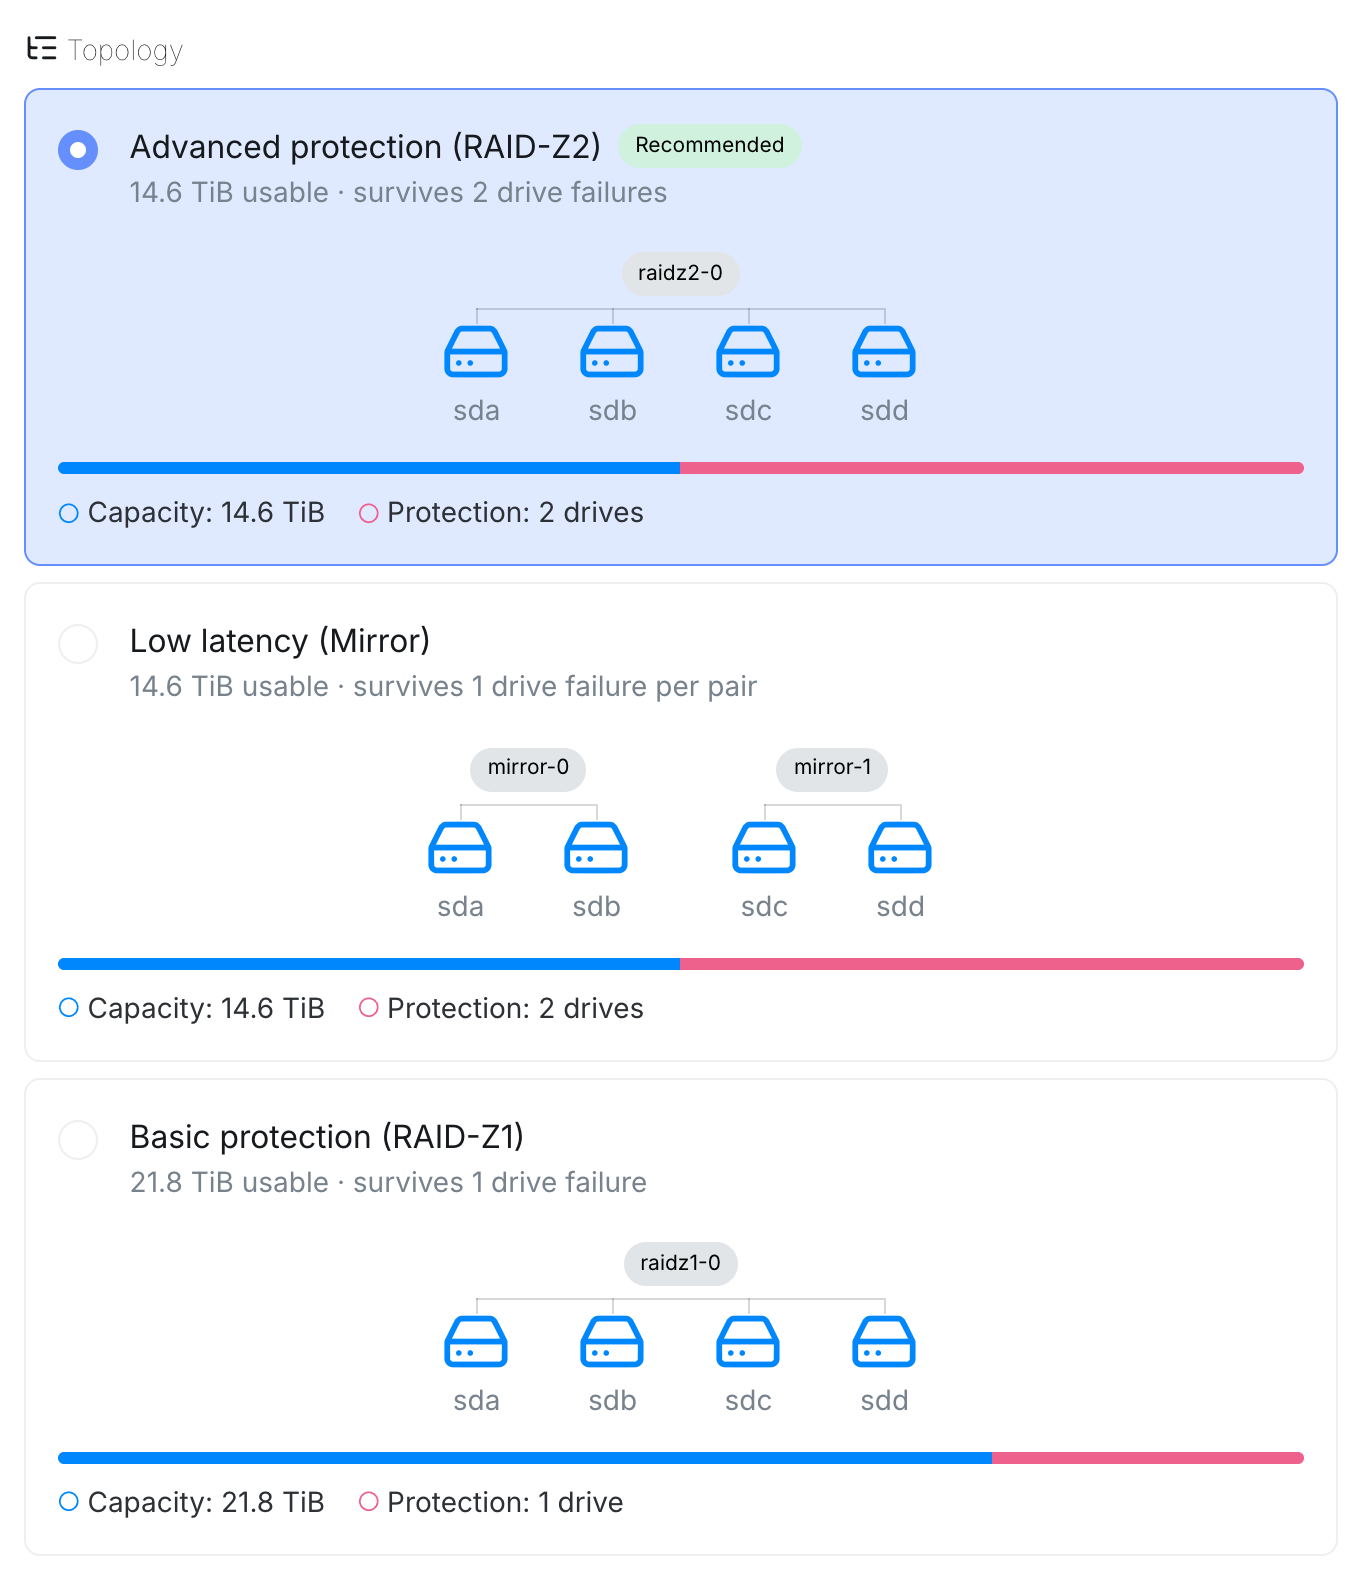 Topology
Advanced protection (RAID-Z2) Recommended
14.6 TiB usable · survives 2 drive failures
raidz2-0
sda sdb sdc sdd
Capacity: 14.6 TiB Protection: 2 drives
Low latency (Mirror)
14.6 TiB usable · survives 1 drive failure per pair
mirror-0 mirror-1
sda sdb sdc sdd
Capacity: 14.6 TiB Protection: 2 drives
Basic protection (RAID-Z1)
21.8 TiB usable · survives 1 drive failure
raidz1-0
sda sdb sdc sdd
Capacity: 21.8 TiB Protection: 1 drive